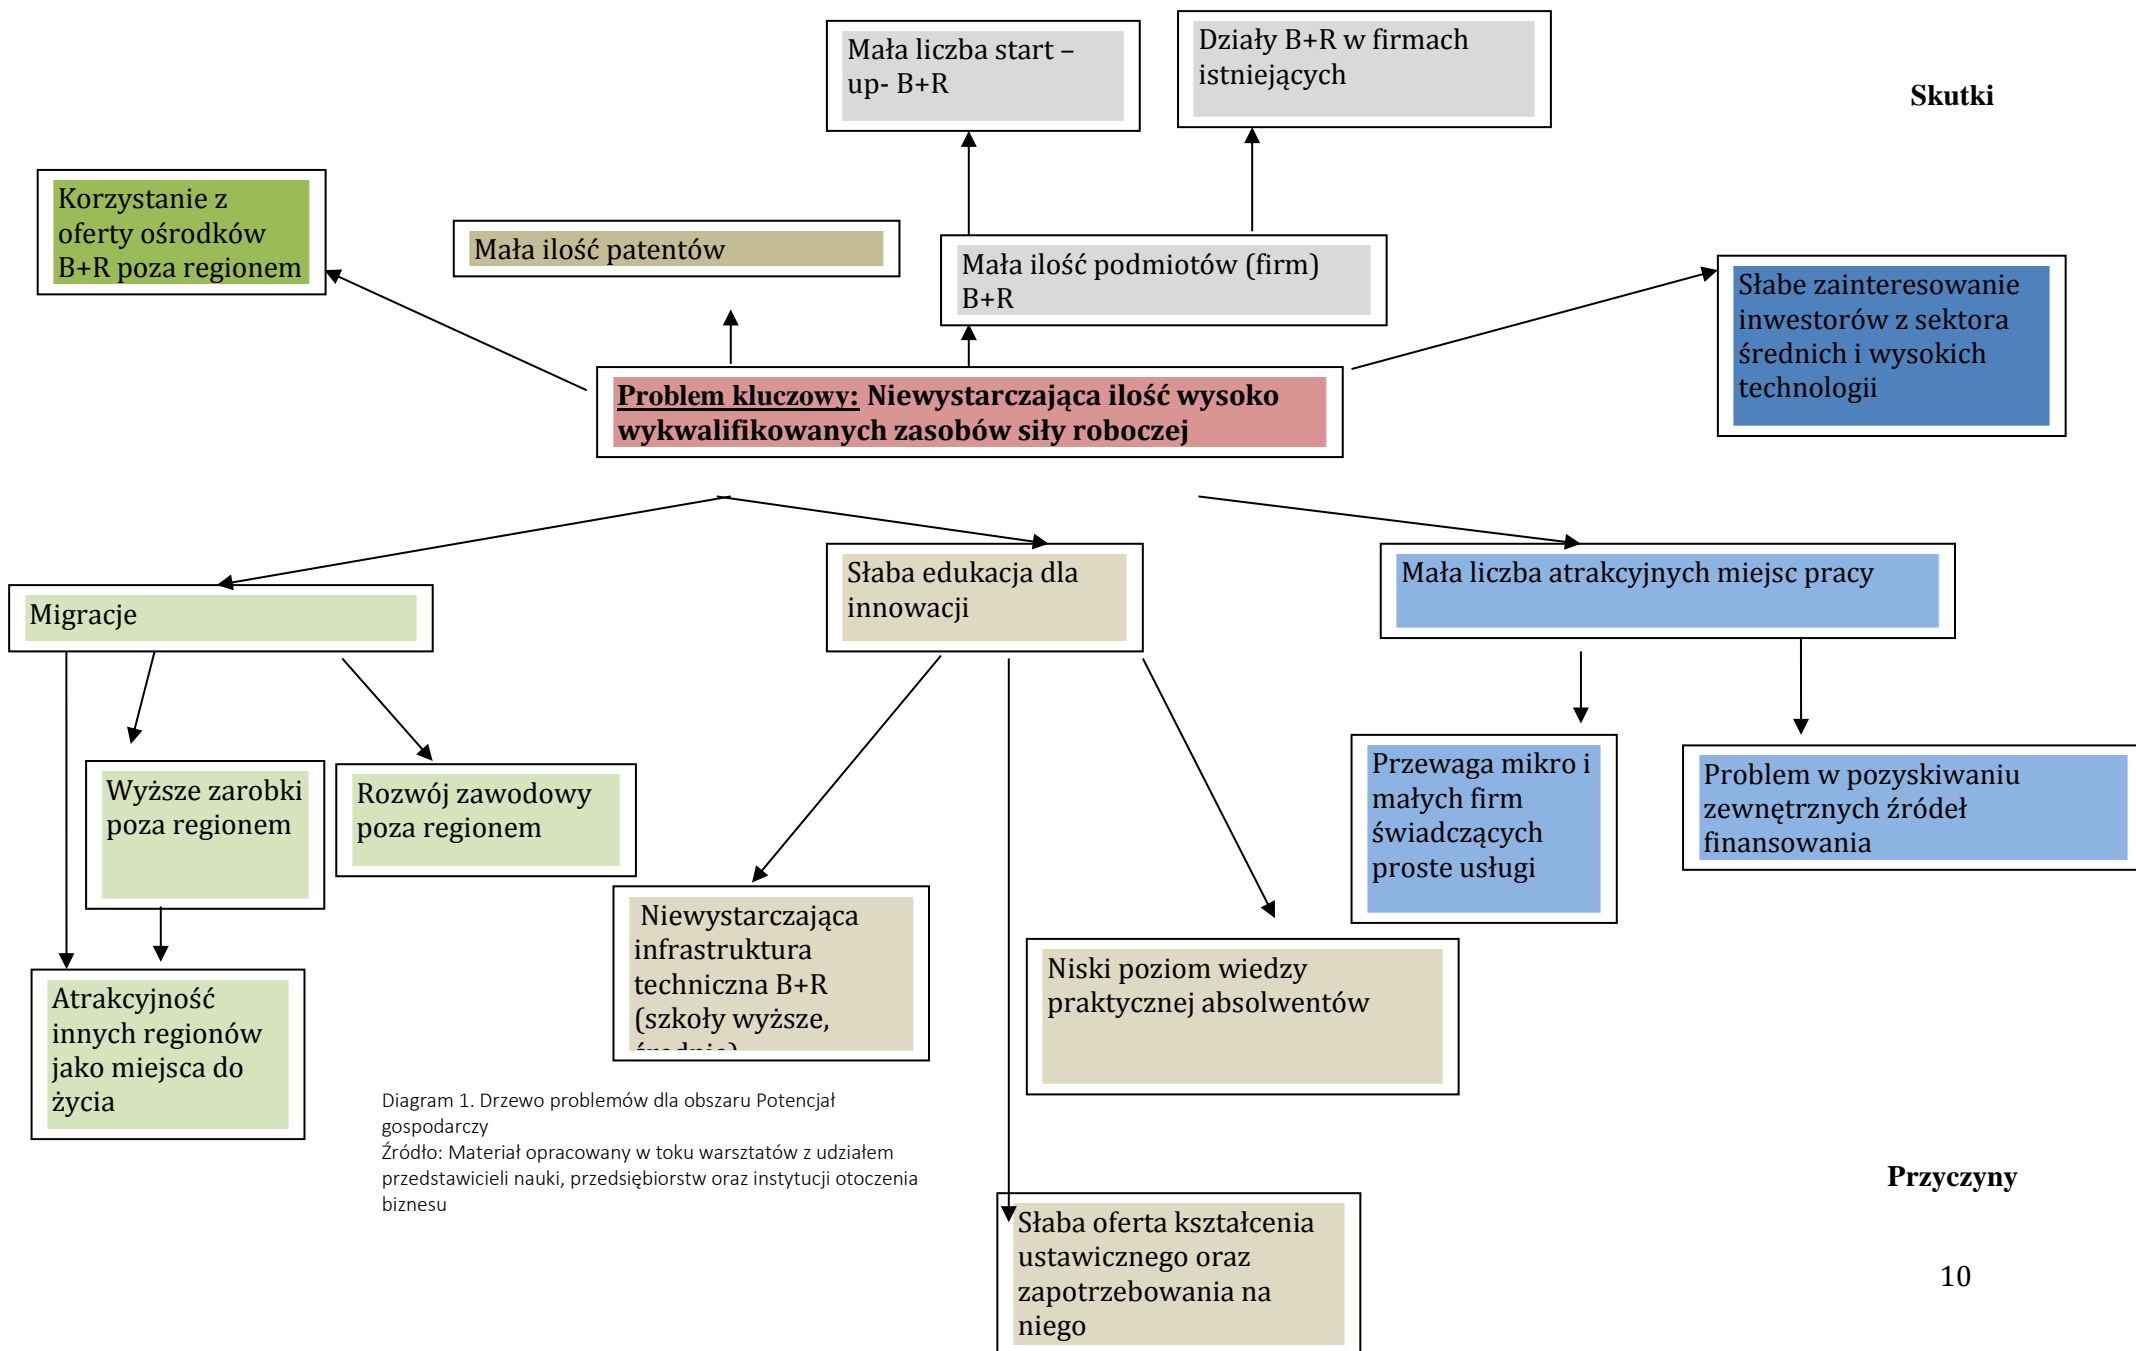 Mała liczba start –
up- B+R
Działy B+R w firmach
istniejących
Skutki
Korzystanie z
oferty ośrodków
B+R poza regionem
Mała ilość patentów
Mała ilość podmiotów (firm)
B+R
Słabe zainteresowanie
inwestorów z sektora
średnich i wysokich
technologii
Problem kluczowy: Niewystarczająca ilość wysoko
wykwalifikowanych zasobów siły roboczej
Migracje
Słaba edukacja dla
innowacji
Mała liczba atrakcyjnych miejsc pracy
Wyższe zarobki
poza regionem
Rozwój zawodowy
poza regionem
Przewaga mikro i
małych firm
świadczących
proste usługi
Problem w pozyskiwaniu
zewnętrznych źródeł
finansowania
Niewystarczająca
infrastruktura
techniczna B+R
(szkoły wyższe,
średnie)
Niski poziom wiedzy
praktycznej absolwentów
Atrakcyjność
innych regionów
jako miejsca do
życia
Diagram 1. Drzewo problemów dla obszaru Potencjał
gospodarczy
Źródło: Materiał opracowany w toku warsztatów z udziałem
przedstawicieli nauki, przedsiębiorstw oraz instytucji otoczenia
biznesu
Przyczyny
Słaba oferta kształcenia
ustawicznego oraz
zapotrzebowania na
niego
10